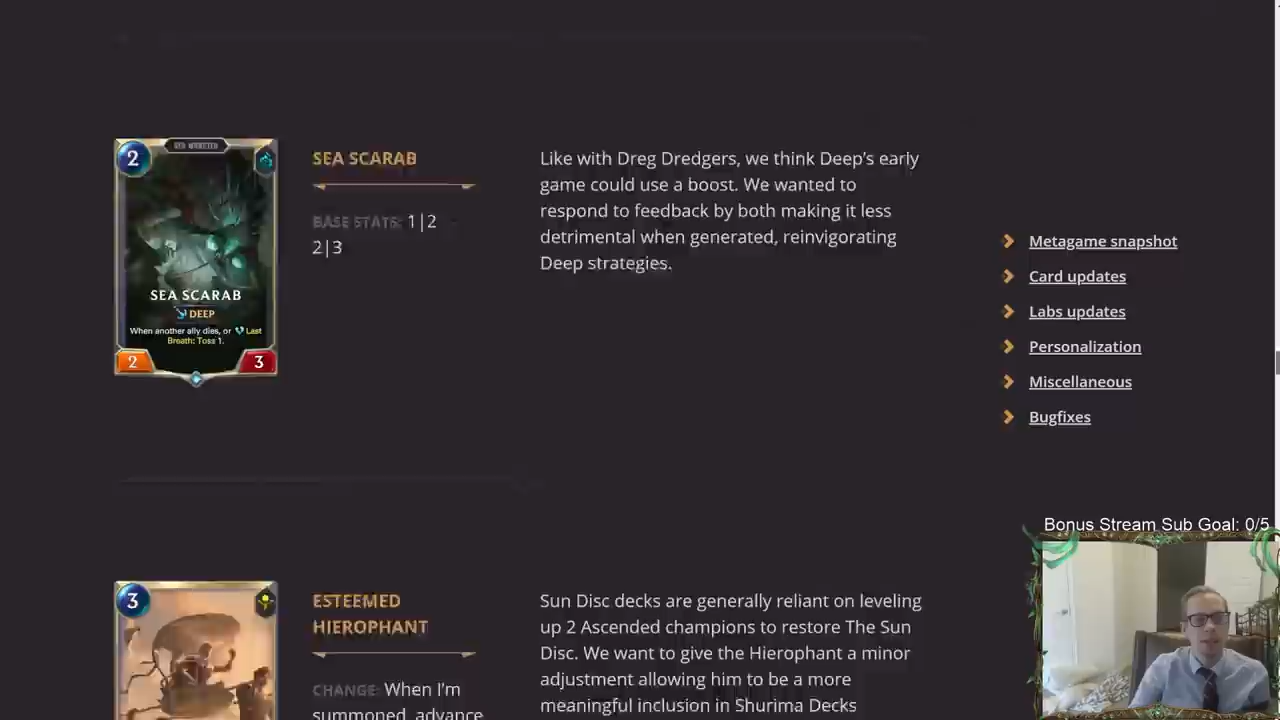 2
SEA SCARAB
DEEP
When another ally dies, or Last
Breath: Toss 1.
2
3
SEA SCARAB
BASE STATS: 1|2
2|3
Like with Dreg Dredgers, we think Deep's early
game could use a boost. We wanted to
respond to feedback by both making it less
detrimental when generated, reinvigorating
Deep strategies.
Metagame snapshot
Card updates
Labs updates
Personalization
Miscellaneous
Bugfixes
Bonus Stream Sub Goal: 0/5
3
ESTEEMED
HIEROPHANT
CHANGE: When I'm
summoned, advance
Sun Disc decks are generally reliant on leveling
up 2 Ascended champions to restore The Sun
Disc. We want to give the Hierophant a minor
adjustment allowing him to be a more
meaningful inclusion in Shurima Decks